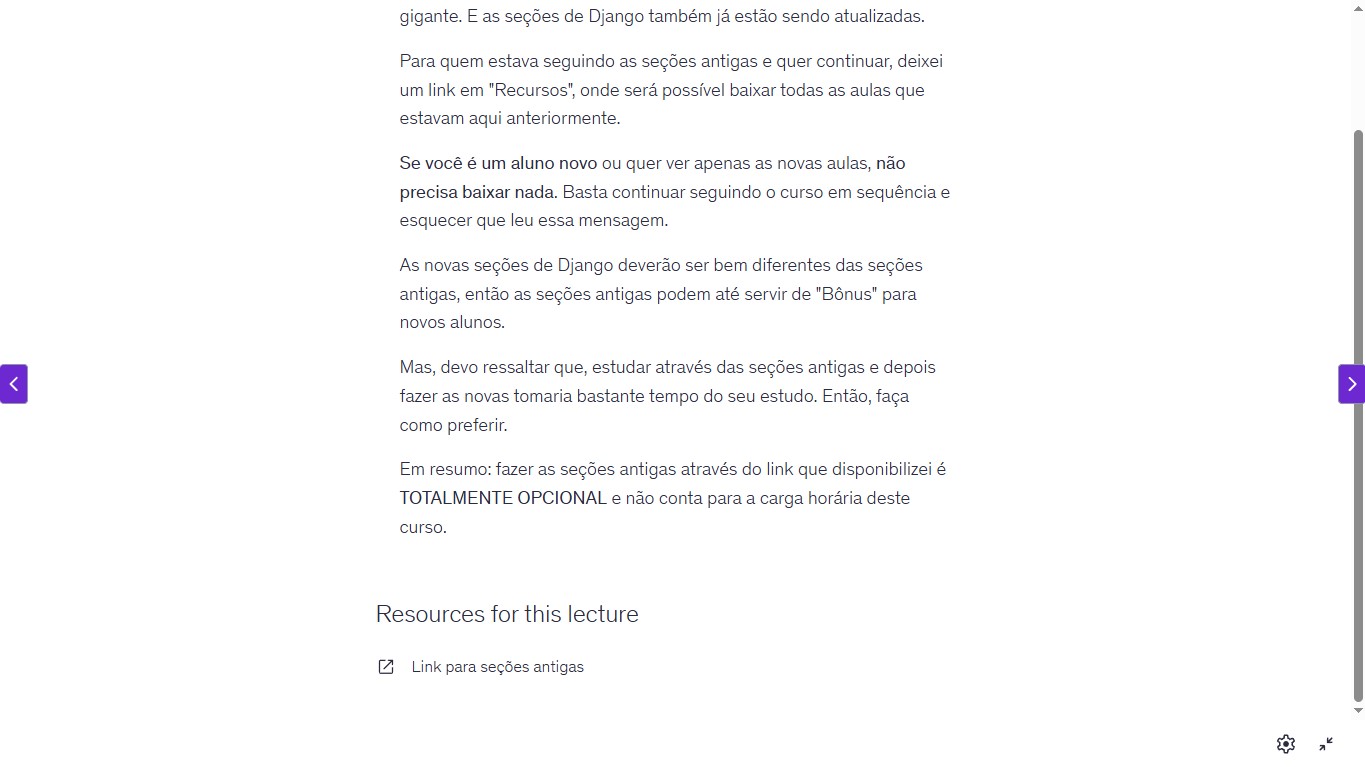 gigante. E as seções de Django também já estão sendo atualizadas.
Para quem estava seguindo as seções antigas e quer continuar, deixei
um link em "Recursos", onde será possível baixar todas as aulas que
estavam aqui anteriormente.
Se você é um aluno novo ou quer ver apenas as novas aulas, não
precisa baixar nada. Basta continuar seguindo o curso em sequência e
esquecer que leu essa mensagem.
As novas seções de Django deverão ser bem diferentes das seções
antigas, então as seções antigas podem até servir de "Bônus" para
novos alunos.
Mas, devo ressaltar que, estudar através das seções antigas e depois
fazer as novas tomaria bastante tempo do seu estudo. Então, faça
como preferir.
Em resumo: fazer as seções antigas através do link que disponibilizei é
TOTALMENTE OPCIONAL e não conta para a carga horária deste
curso.
Resources for this lecture
Link para seções antigas